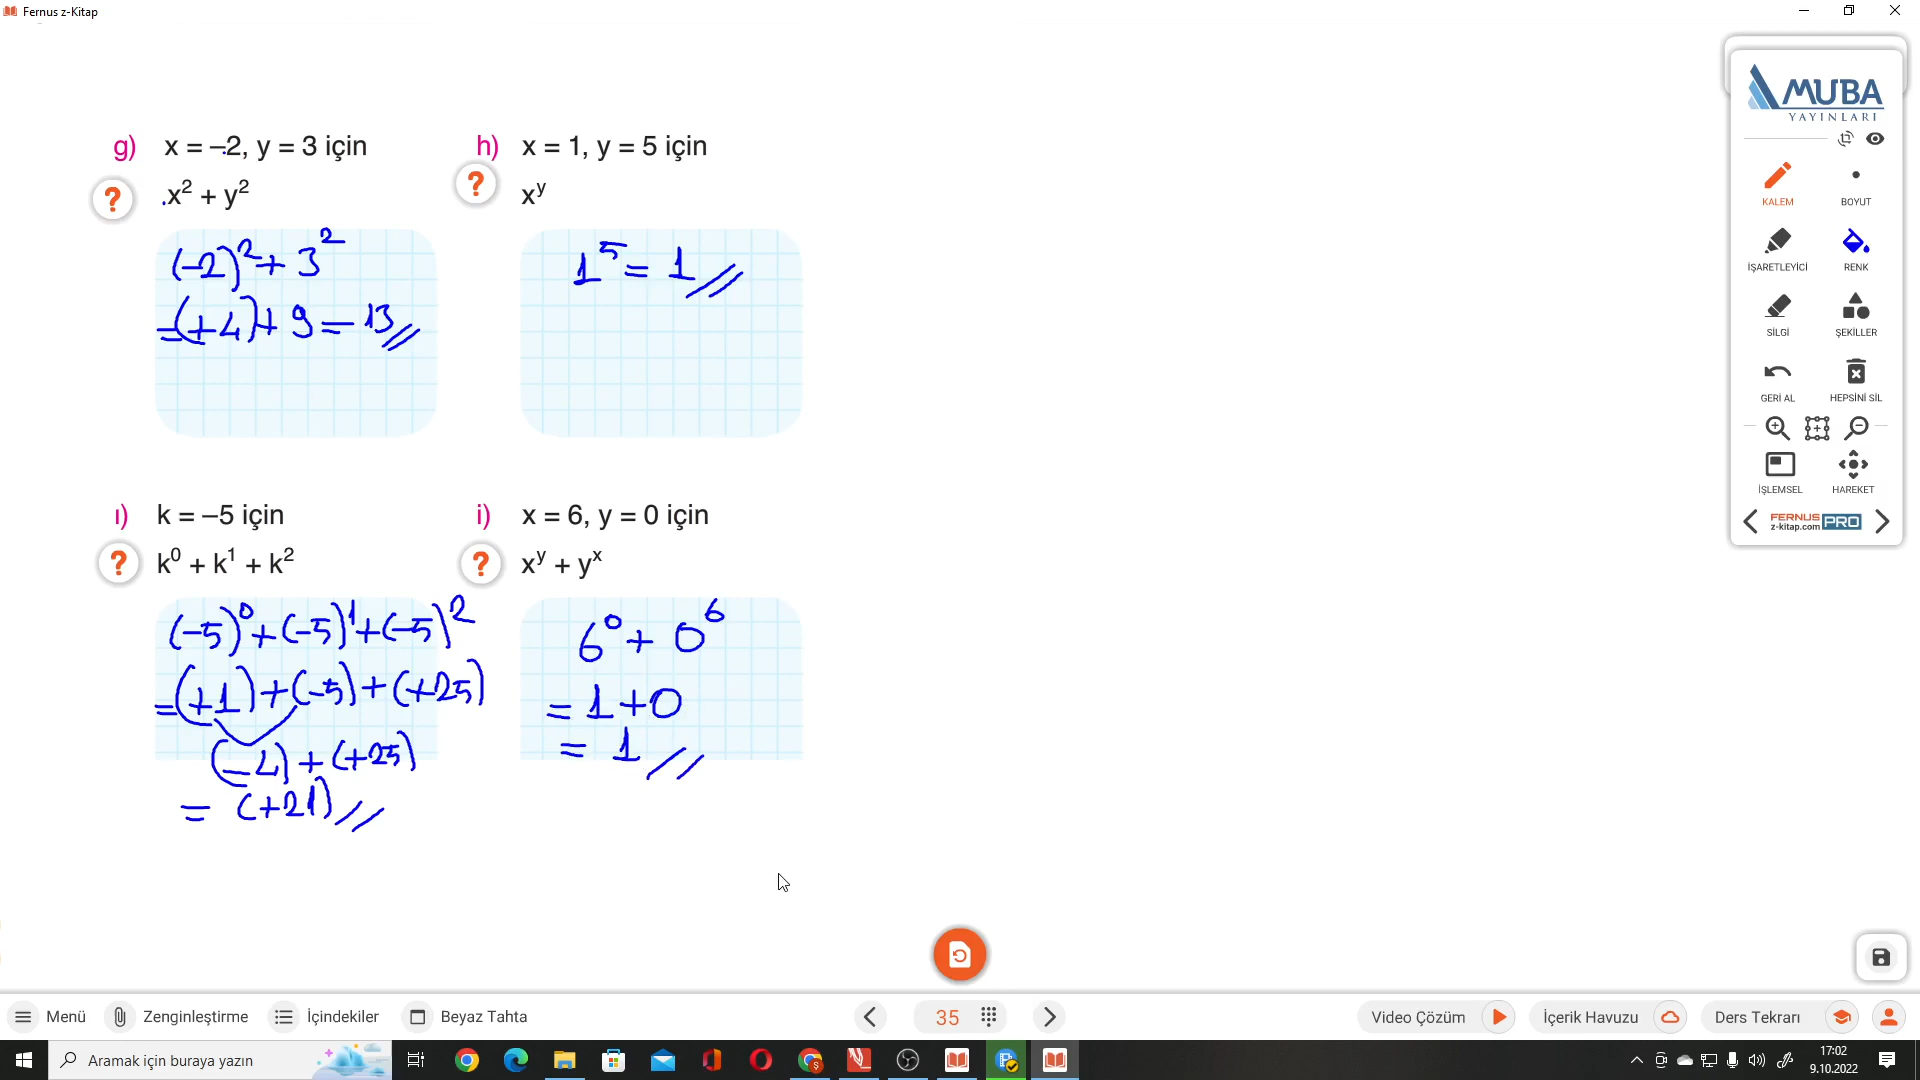 Fernus z-Kitap
g) x = –2, y = 3 için
? x² + y²
(-2)² + 3²
= (+4) + 9 = 13
h) x = 1, y = 5 için
? xʸ
1⁵ = 1
ı) k = –5 için
? k⁰ + k¹ + k²
(-5)⁰ + (-5)¹ + (-5)²
= (+1) + (-5) + (+25)
(-4) + (+25)
= (+21)
i) x = 6, y = 0 için
? xʸ + yˣ
6⁰ + 0⁶
= 1 + 0
= 1
MUBA
YAYINLARI
KALEM BOYUT
İŞARETLEYİCİ RENK
SİLGİ ŞEKİLLER
GERİ AL HEPSİNİ SİL
İŞLEMSEL HAREKET
FERNUS
z-kitap.com PRO
Menü Zenginleştirme İçindekiler Beyaz Tahta 35 Video Çözüm İçerik Havuzu Ders Tekrarı
Aramak için buraya yazın
17:02
9.10.2022